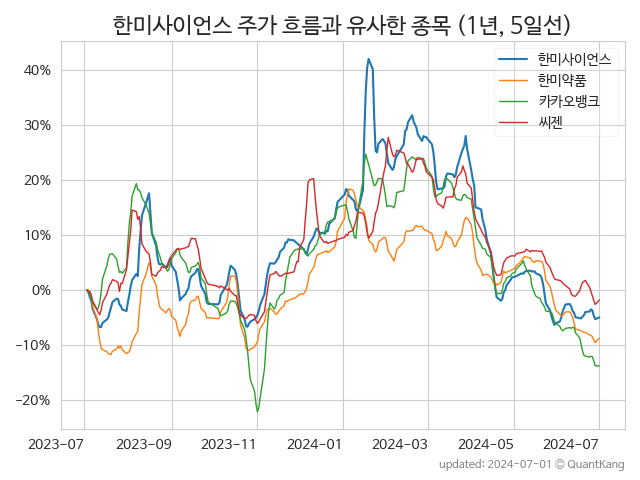 한미사이언스 주가 흐름과 유사한 종목 (1년, 5일선)
한미사이언스
한미약품
카카오뱅크
씨젠
40%
30%
20%
10%
0%
−10%
−20%
2023-07
2023-09
2023-11
2024-01
2024-03
2024-05
2024-07
updated: 2024-07-01 © QuantKang